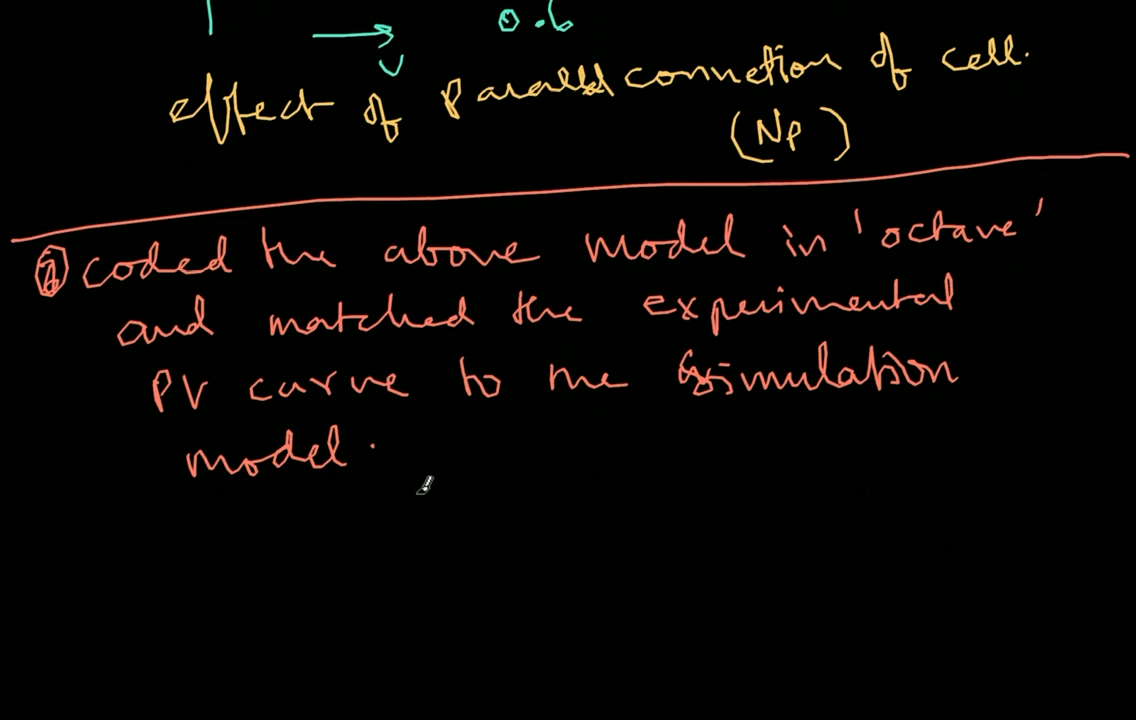 0.6
V
effect of parallel connection of cell.
(Np)
② coded the above model in 'octave'
and matched the experimental
PV curve to the simulation
model.